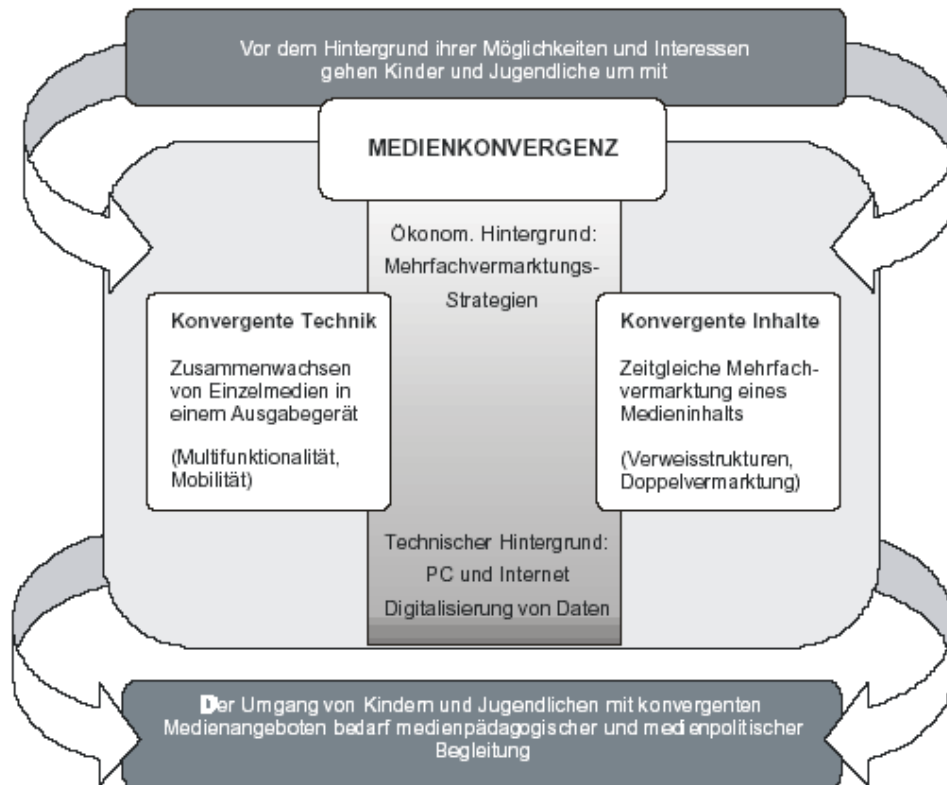 Vor dem Hintergrund ihrer Möglichkeiten und Interessen
gehen Kinder und Jugendliche um mit
MEDIENKONVERGENZ
Ökonom. Hintergrund:
Mehrfachvermarktungs-
Strategien
Konvergente Technik
Zusammenwachsen
von Einzelmedien in
einem Ausgabegerät
(Multifunktionalität,
Mobilität)
Konvergente Inhalte
Zeitgleiche Mehrfach-
vermarktung eines
Medieninhalts
(Verweisstrukturen,
Doppelvermarktung)
Technischer Hintergrund:
PC und Internet
Digitalisierung von Daten
Der Umgang von Kindern und Jugendlichen mit konvergenten
Medienangeboten bedarf medienpädagogischer und medienpolitischer
Begleitung